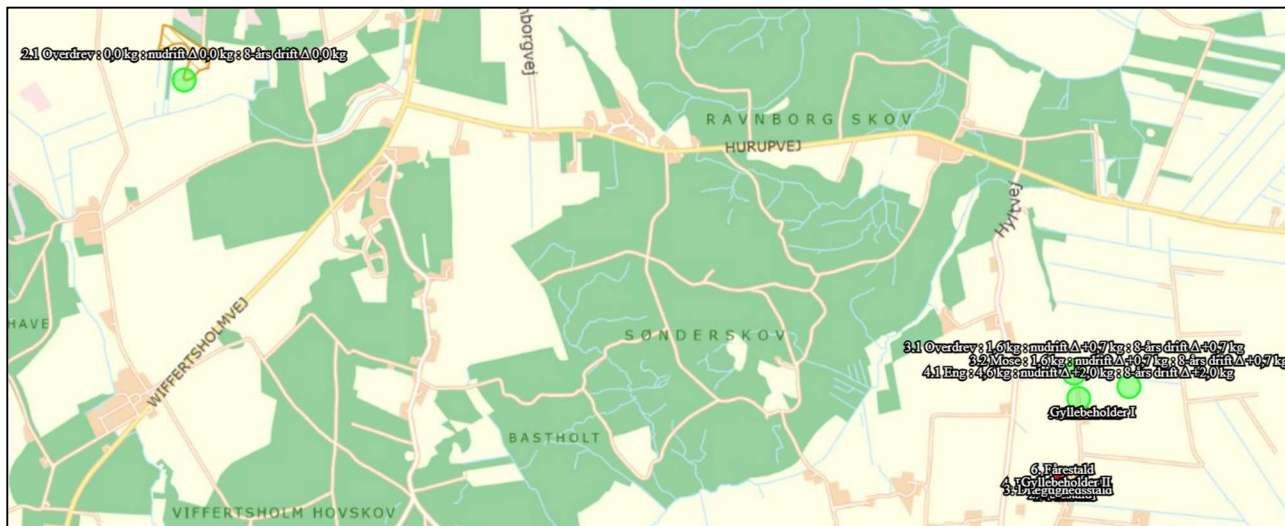 2.1 Overdrev : 0,0 kg : nudrift Δ 0,0 kg : 8-års drift Δ 0,0 kg
nborgvej
RAVNBORG SKOV
HURUPVEJ
Hyltvej
WIFFERTSHOLMVEJ
HAVE
SØNDERSKOV
3.1 Overdrev : 1,6 kg : nudrift Δ +0,7 kg : 8-års drift Δ +0,7 kg
3.2 Mose : 1,6 kg : nudrift Δ +0,7 kg : 8-års drift Δ +0,7 kg
4.1 Eng : 4,6 kg : nudrift Δ +2,0 kg : 8-års drift Δ +2,0 kg
Gyllebeholder I
BASTHOLT
6. Fårestald
Gyllebeholder II
3. Drægtighedsstald
VIFFERTSHOLM HOVSKOV